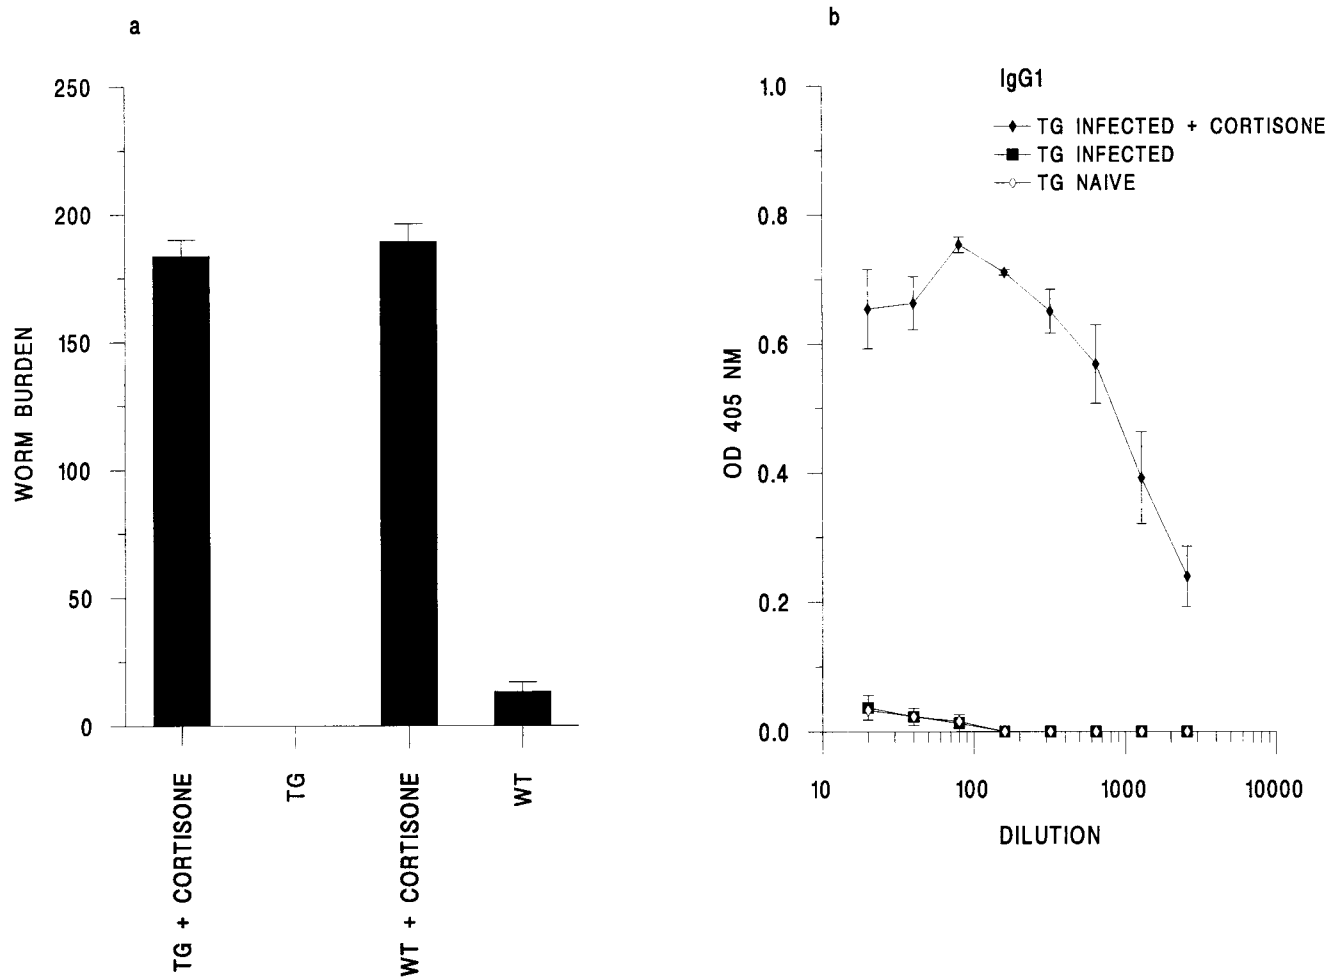 a
250
200
150
100
50
0
WORM BURDEN
TG + CORTISONE
TG
WT + CORTISONE
WT
b
IgG1
TG INFECTED + CORTISONE
TG INFECTED
TG NAIVE
1.0
0.8
0.6
0.4
0.2
0.0
OD 405 NM
10
100
1000
10000
DILUTION